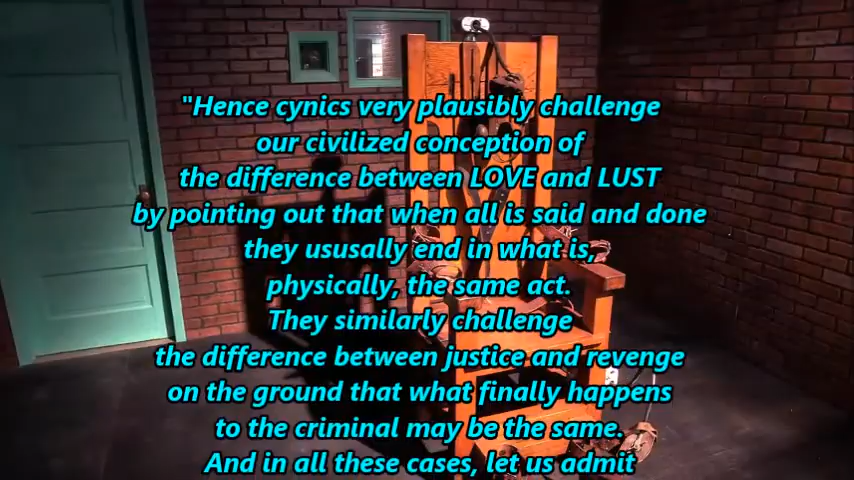 "Hence cynics very plausibly challenge
our civilized conception of
the difference between LOVE and LUST
by pointing out that when all is said and done
they ususally end in what is,
physically, the same act.
They similarly challenge
the difference between justice and revenge
on the ground that what finally happens
to the criminal may be the same.
And in all these cases, let us admit